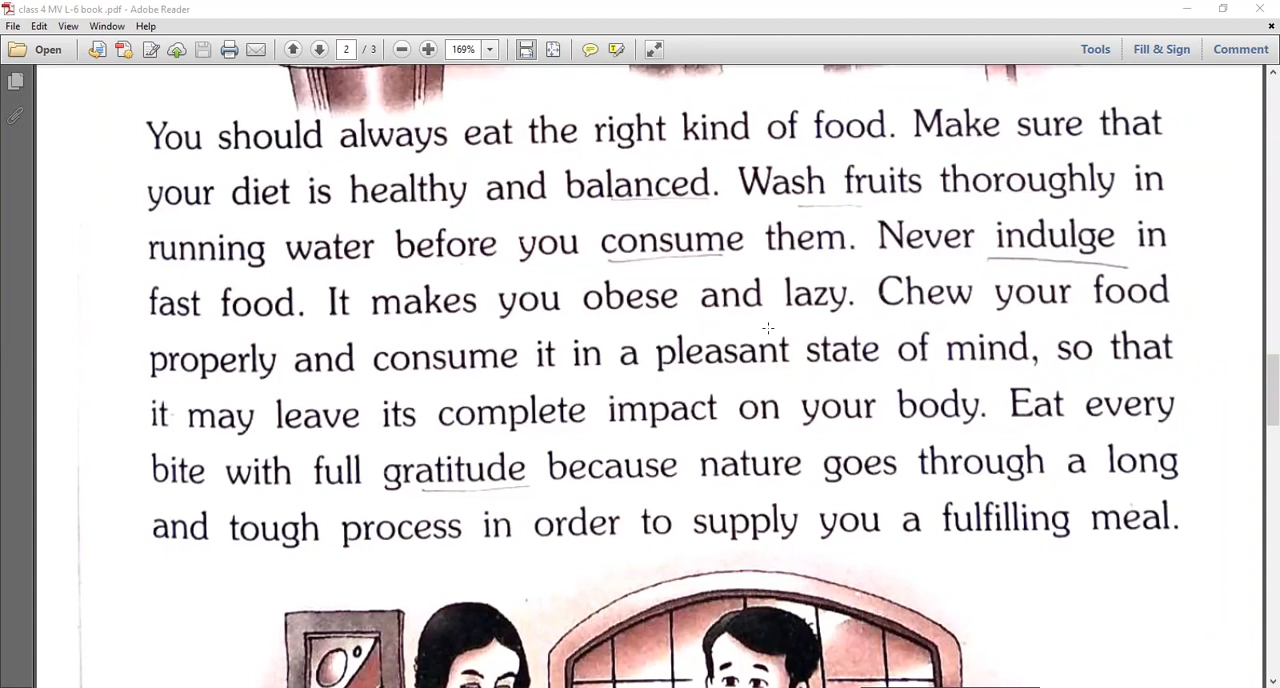 class 4 MV L-6 book .pdf - Adobe Reader
File Edit View Window Help
Open 2 / 3 169% Tools Fill & Sign Comment
You should always eat the right kind of food. Make sure that
your diet is healthy and balanced. Wash fruits thoroughly in
running water before you consume them. Never indulge in
fast food. It makes you obese and lazy. Chew your food
properly and consume it in a pleasant state of mind, so that
it may leave its complete impact on your body. Eat every
bite with full gratitude because nature goes through a long
and tough process in order to supply you a fulfilling meal.